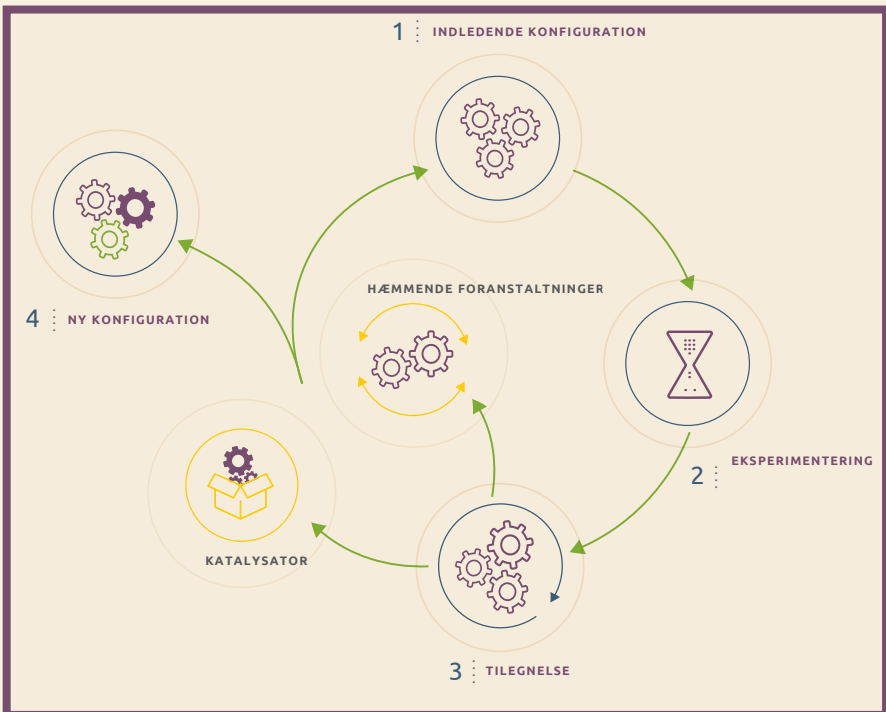 1 INDLEDENDE KONFIGURATION
HÆMMENDE FORANSTALTNINGER
4 NY KONFIGURATION
2 EKSPERIMENTERING
KATALYSATOR
3 TILEGNELSE